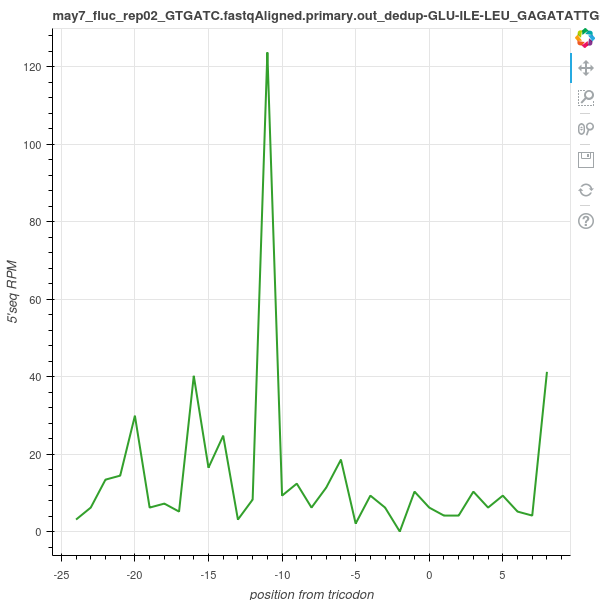 may7_fluc_rep02_GTGATC.fastqAligned.primary.out_dedup-GLU-ILE-LEU_GAGATATTG
120
100
80
60
40
20
0
5'seq RPM
-25 -20 -15 -10 -5 0 5
position from tricodon